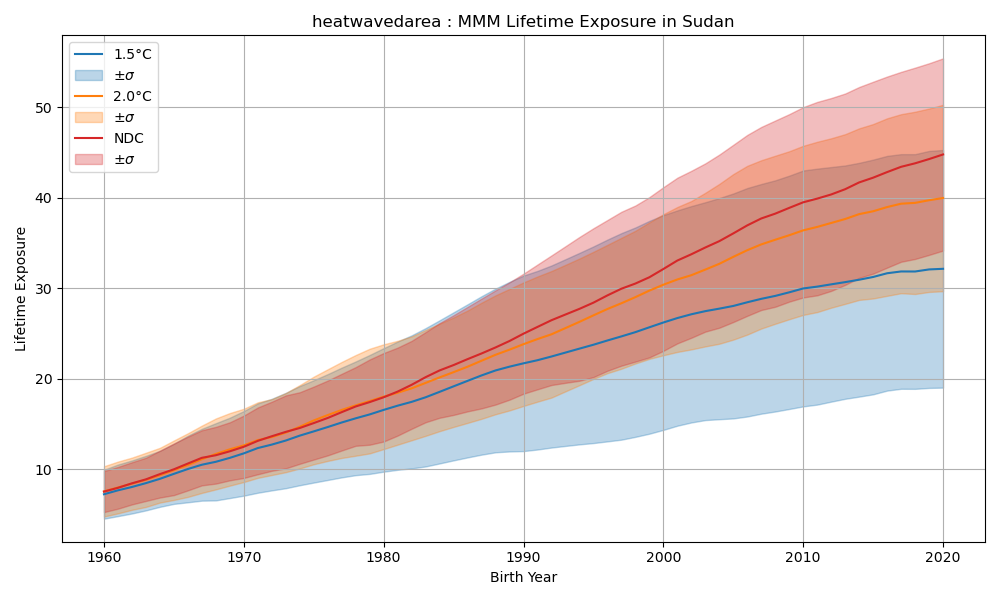 heatwavedarea : MMM Lifetime Exposure in Sudan
1.5°C
±σ
2.0°C
±σ
NDC
±σ
Lifetime Exposure
50
40
30
20
10
1960 1970 1980 1990 2000 2010 2020
Birth Year